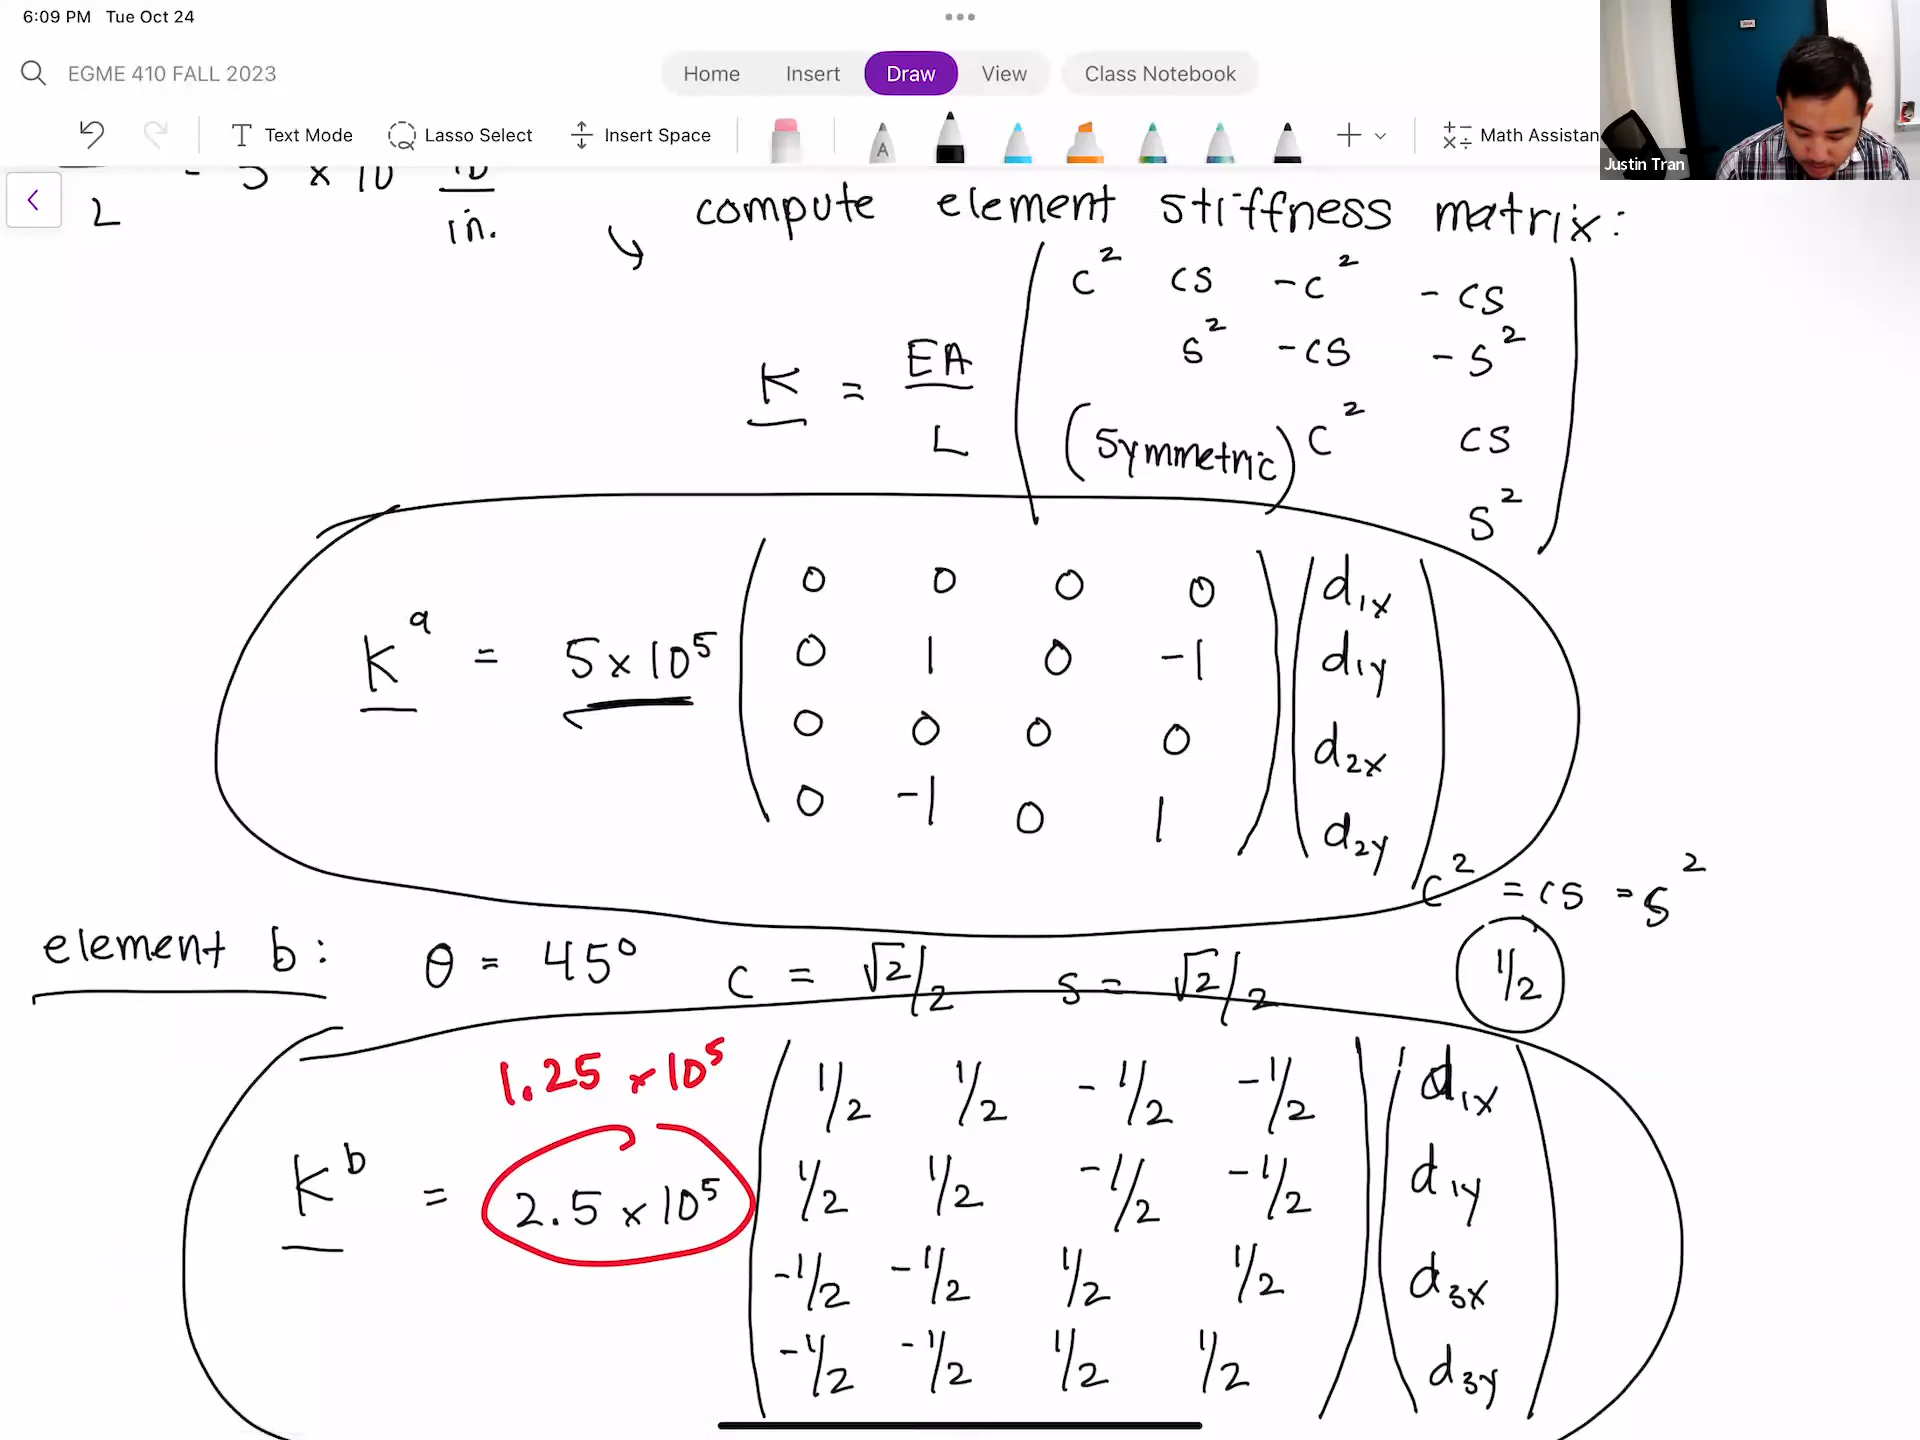 6:09 PM Tue Oct 24
EGME 410 FALL 2023
Home Insert Draw View Class Notebook
Text Mode Lasso Select Insert Space A Math Assistan
Justin Tran
L - 5 x 10 in.
compute element stiffness matrix:
K = EA/L
c² cs -c² -cs
s² -cs -s²
(symmetric) c² cs
s²
K^a = 5x10⁵
0 0 0 0 d1x
0 1 0 -1 d1y
0 0 0 0 d2x
0 -1 0 1 d2y
c² = cs = s²
1/2
element b: θ = 45° c = √2/2 s = √2/2
1.25 x10⁵
K^b = 2.5 x10⁵
1/2 1/2 -1/2 -1/2 d1x
1/2 1/2 -1/2 -1/2 d1y
-1/2 -1/2 1/2 1/2 d3x
-1/2 -1/2 1/2 1/2 d3y